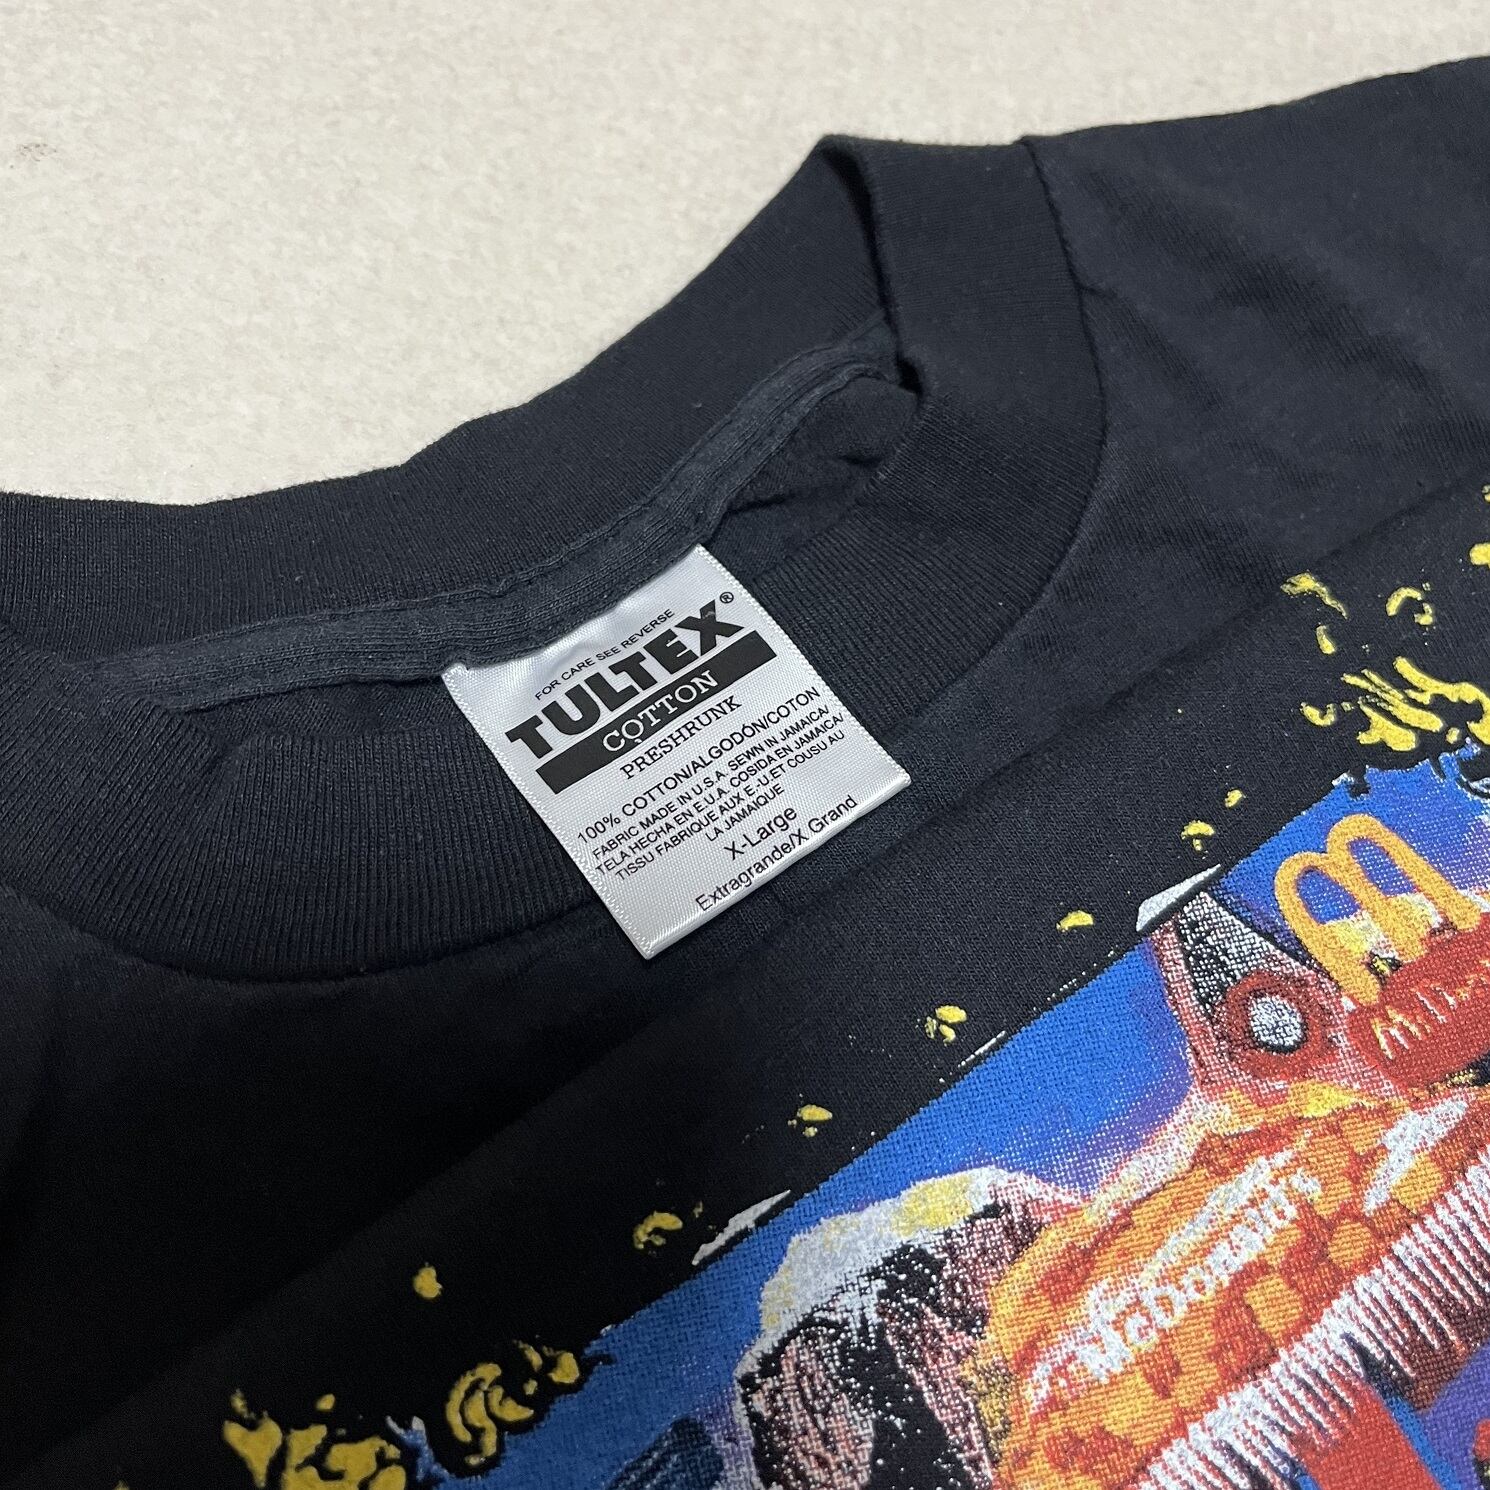 FOR CARE SEE REVERSE
TULTEX®
COTTON
PRESHRUNK
100% COTTON/ALGODÓN/COTON
FABRIC MADE IN U.S.A. SEWN IN JAMAICA/
TELA HECHA EN E.U.A. COSIDA EN JAMAICA/
TISSU FABRIQUE AUX E.-U.ET COUSU AU
LA JAMAIQUE
X-Large
Extragrande/X Grand
McDonald's